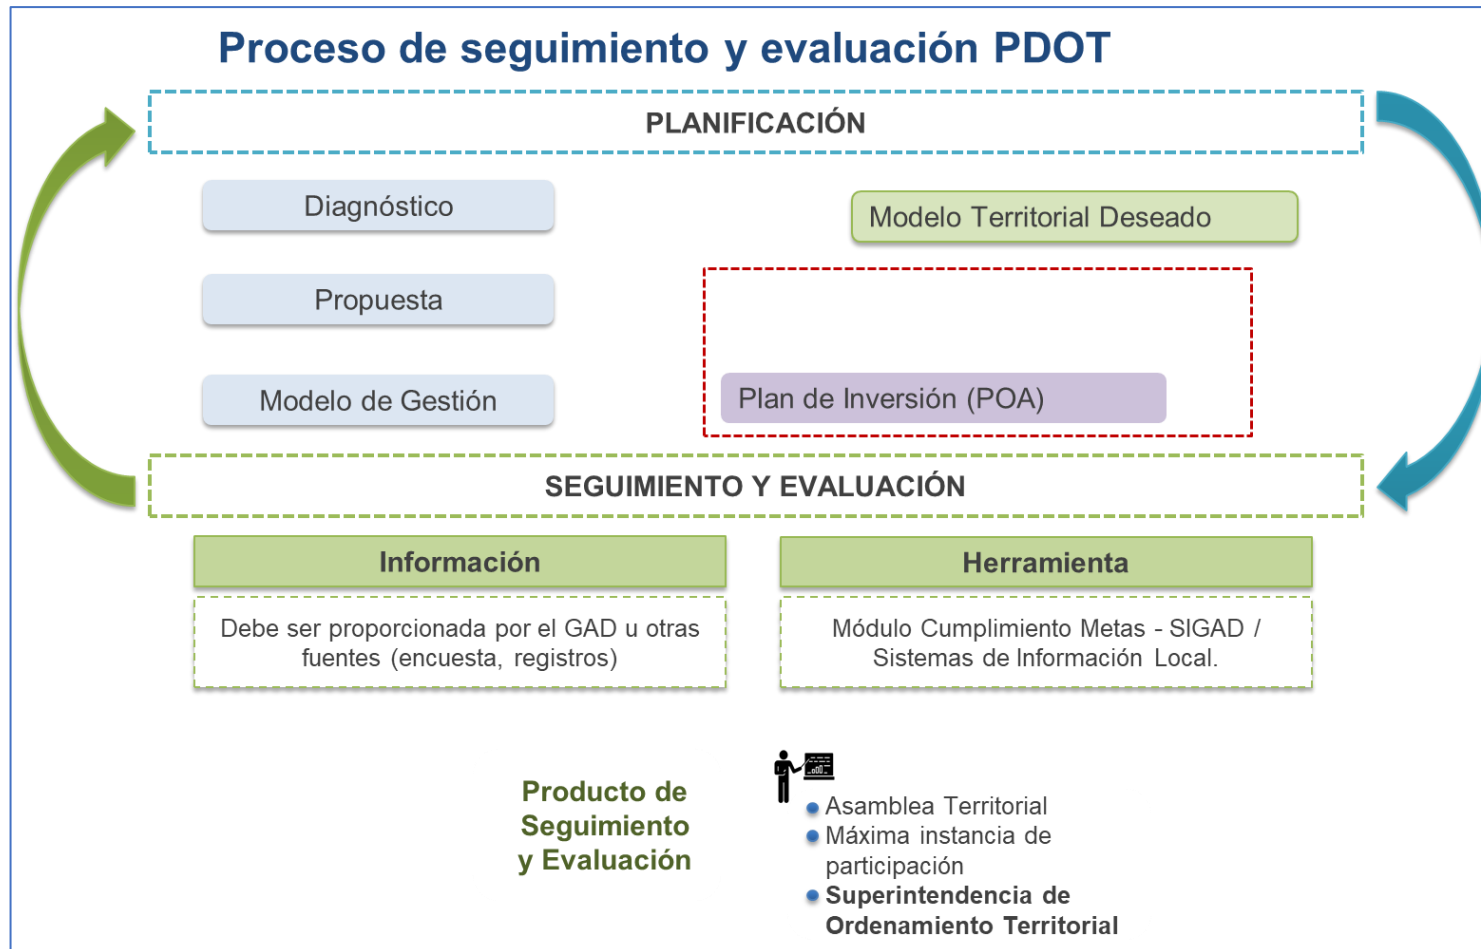 Proceso de seguimiento y evaluación PDOT
PLANIFICACIÓN
Diagnóstico
Modelo Territorial Deseado
Propuesta
Modelo de Gestión
Plan de Inversión (POA)
SEGUIMIENTO Y EVALUACIÓN
Información
Herramienta
Debe ser proporcionada por el GAD u otras
fuentes (encuesta, registros)
Módulo Cumplimiento Metas - SIGAD /
Sistemas de Información Local.
Producto de
Seguimiento
y Evaluación
Asamblea Territorial
Máxima instancia de
participación
Superintendencia de
Ordenamiento Territorial